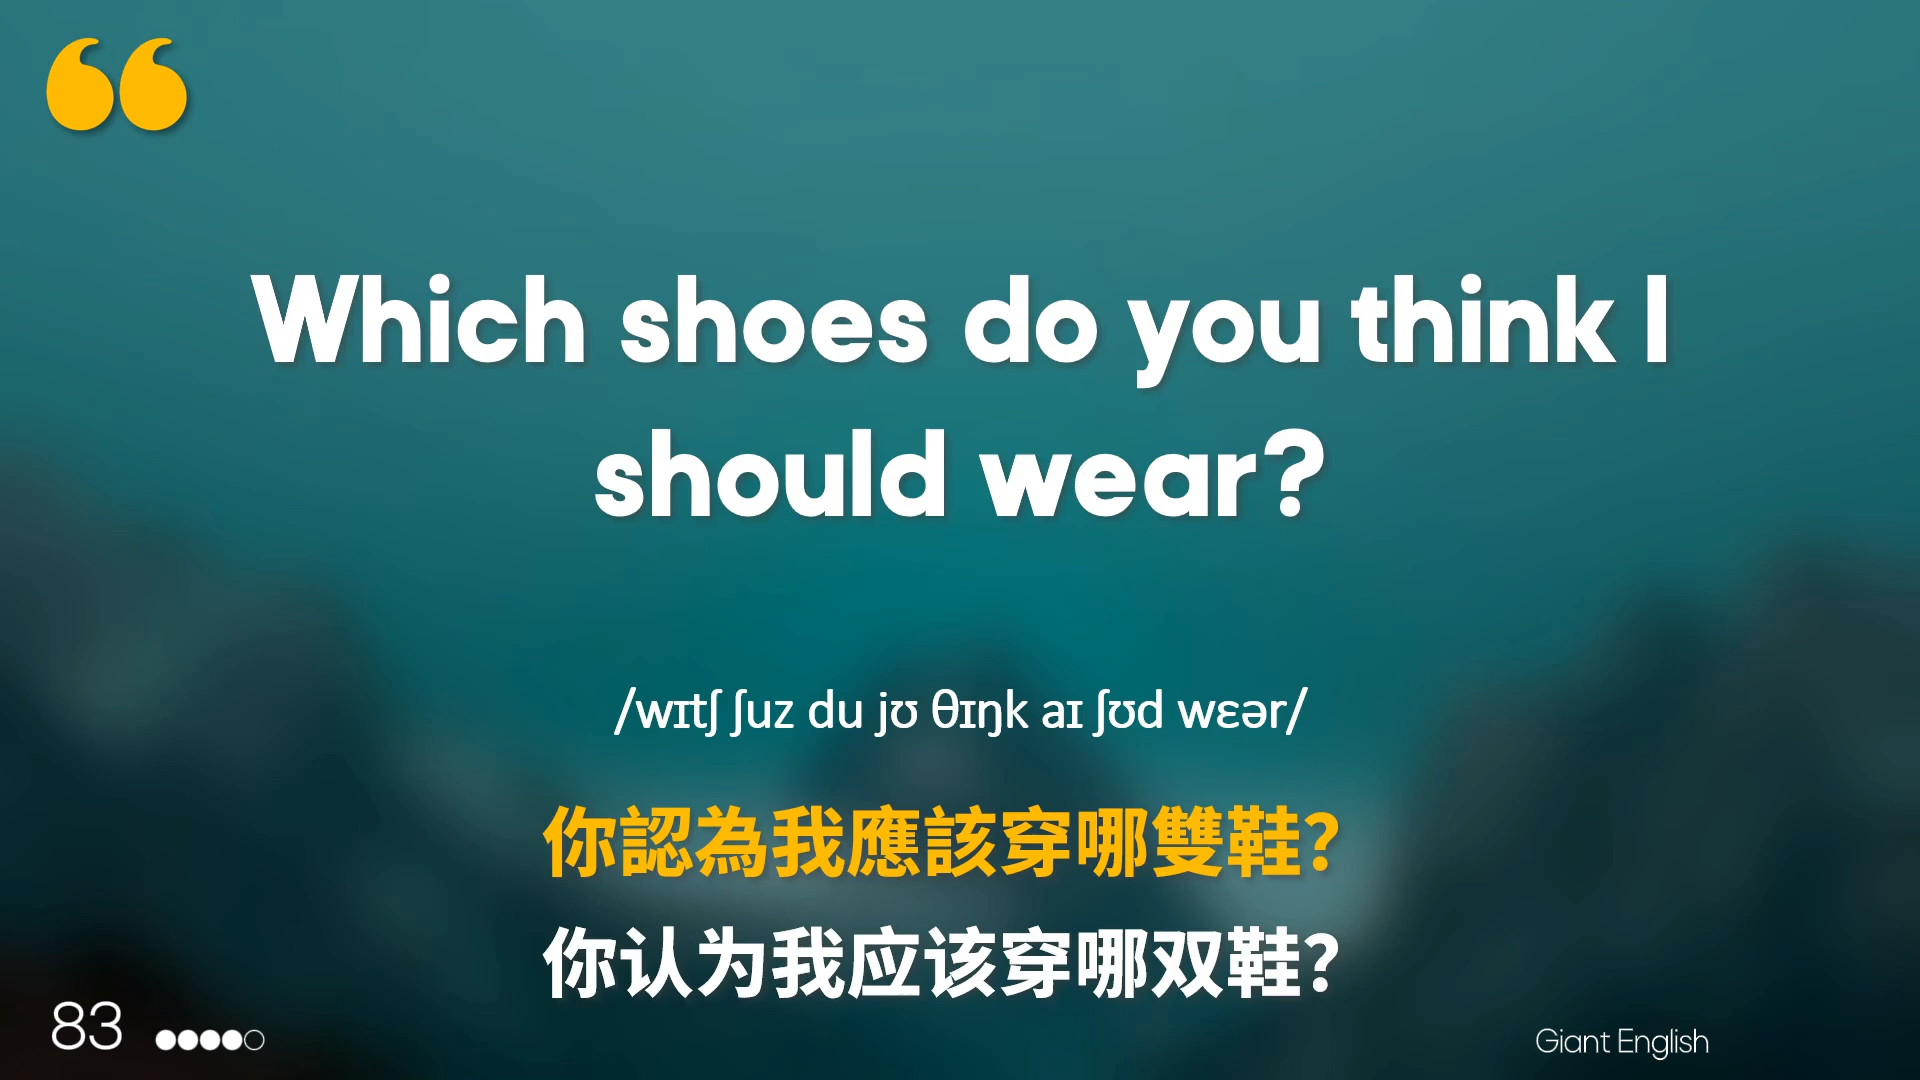 “
Which shoes do you think I
should wear?
/wɪtʃ ʃuz du jʊ θɪŋk aɪ ʃʊd wɛər/
你認為我應該穿哪雙鞋？
你认为我应该穿哪双鞋？
83
Giant English